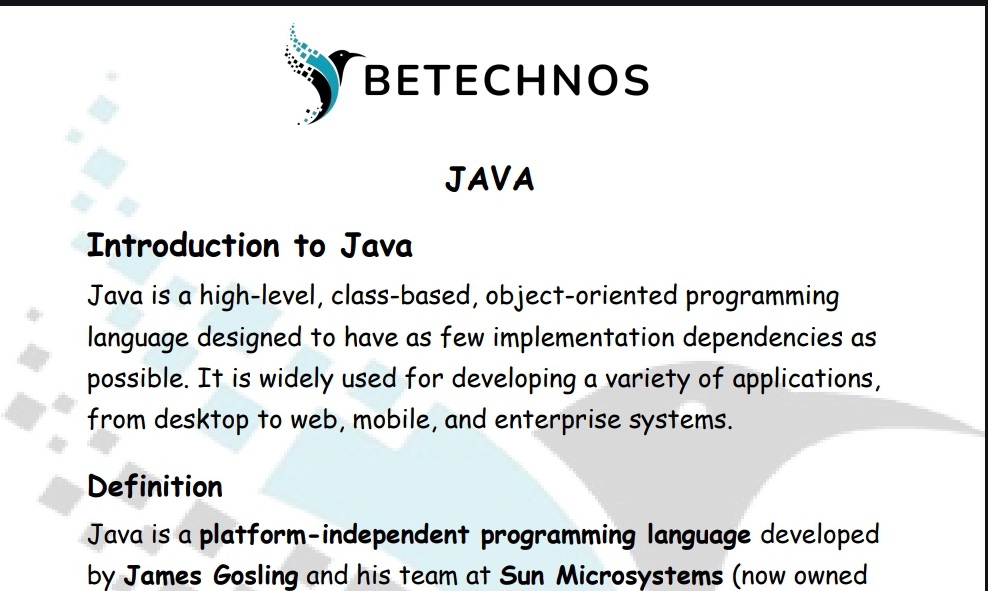 BETECHNOS
JAVA
Introduction to Java
Java is a high-level, class-based, object-oriented programming
language designed to have as few implementation dependencies as
possible. It is widely used for developing a variety of applications,
from desktop to web, mobile, and enterprise systems.
Definition
Java is a platform-independent programming language developed
by James Gosling and his team at Sun Microsystems (now owned